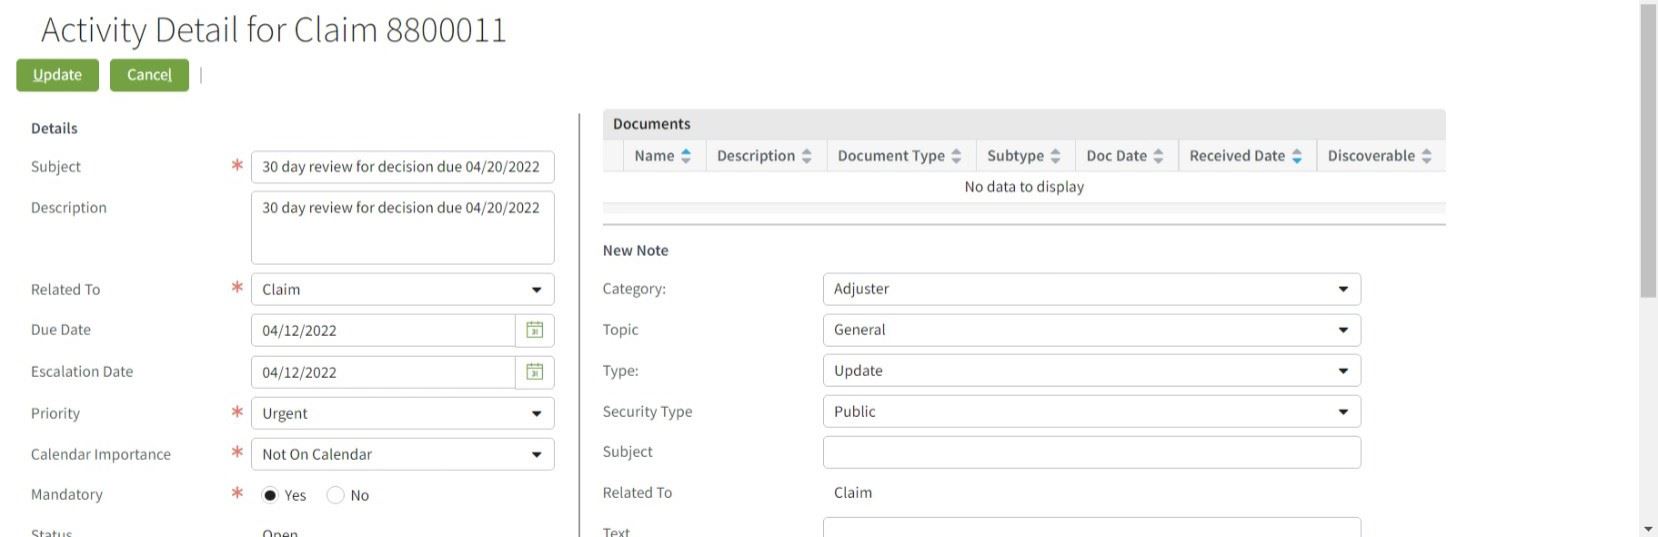 Activity Detail for Claim 8800011
Update Cancel
Details
Subject * 30 day review for decision due 04/20/2022
Description 30 day review for decision due 04/20/2022
Related To * Claim
Due Date 04/12/2022
Escalation Date 04/12/2022
Priority * Urgent
Calendar Importance * Not On Calendar
Mandatory * Yes No
Status Open
Documents
Name Description Document Type Subtype Doc Date Received Date Discoverable
No data to display
New Note
Category: Adjuster
Topic General
Type: Update
Security Type Public
Subject
Related To Claim
Text